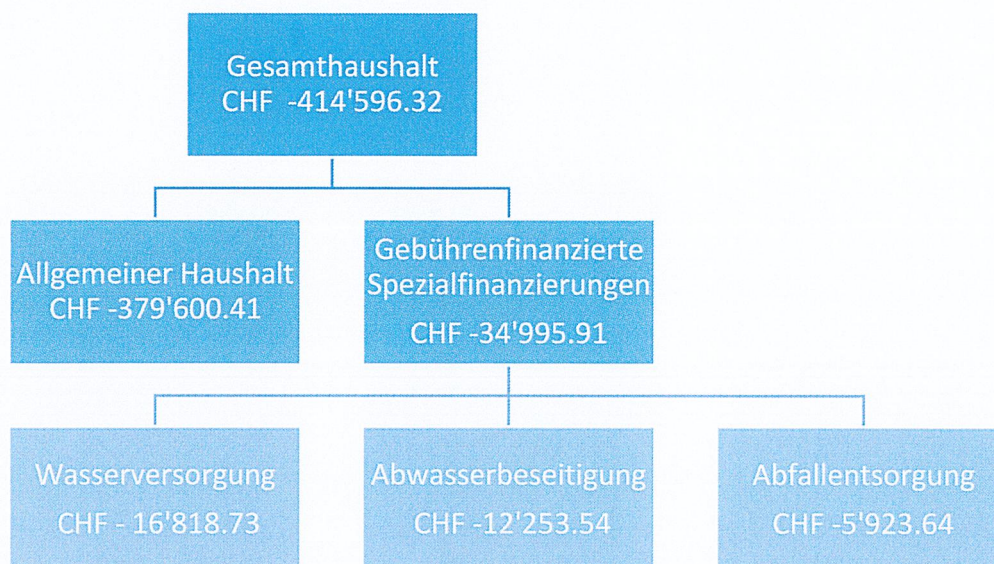 Gesamthaushalt
CHF -414'596.32
Allgemeiner Haushalt
CHF -379'600.41
Gebührenfinanzierte
Spezialfinanzierungen
CHF -34'995.91
Wasserversorgung
CHF - 16'818.73
Abwasserbeseitigung
CHF -12'253.54
Abfallentsorgung
CHF -5'923.64